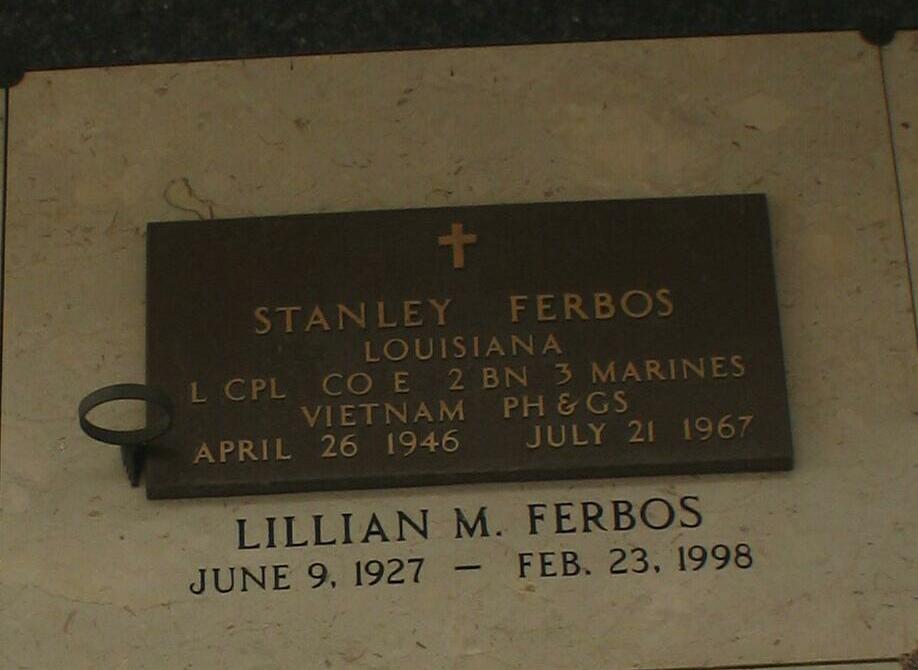 STANLEY FERBOS
LOUISIANA
L CPL CO E 2 BN 3 MARINES
VIETNAM PH & GS
APRIL 26 1946 JULY 21 1967
LILLIAN M. FERBOS
JUNE 9, 1927 — FEB. 23, 1998